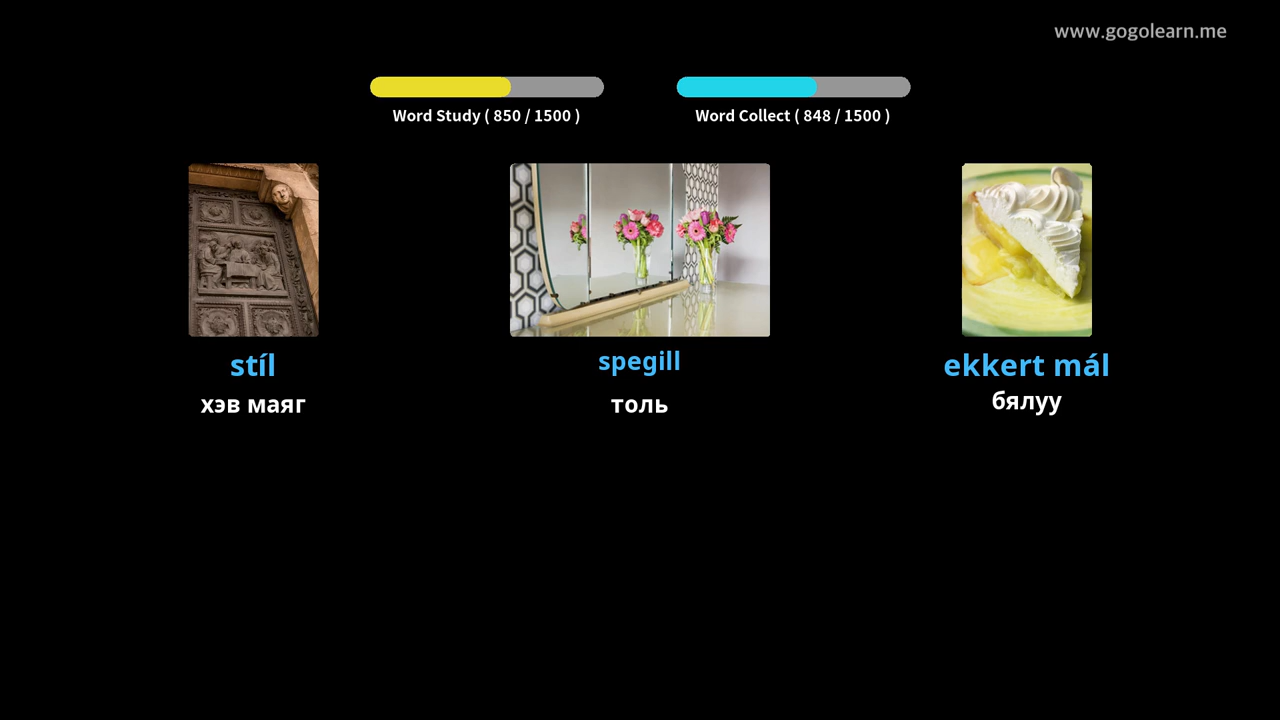 www.gogolearn.me
Word Study ( 850 / 1500 )
Word Collect ( 848 / 1500 )
stíl
хэв маяг
spegill
толь
ekkert mál
бялуу